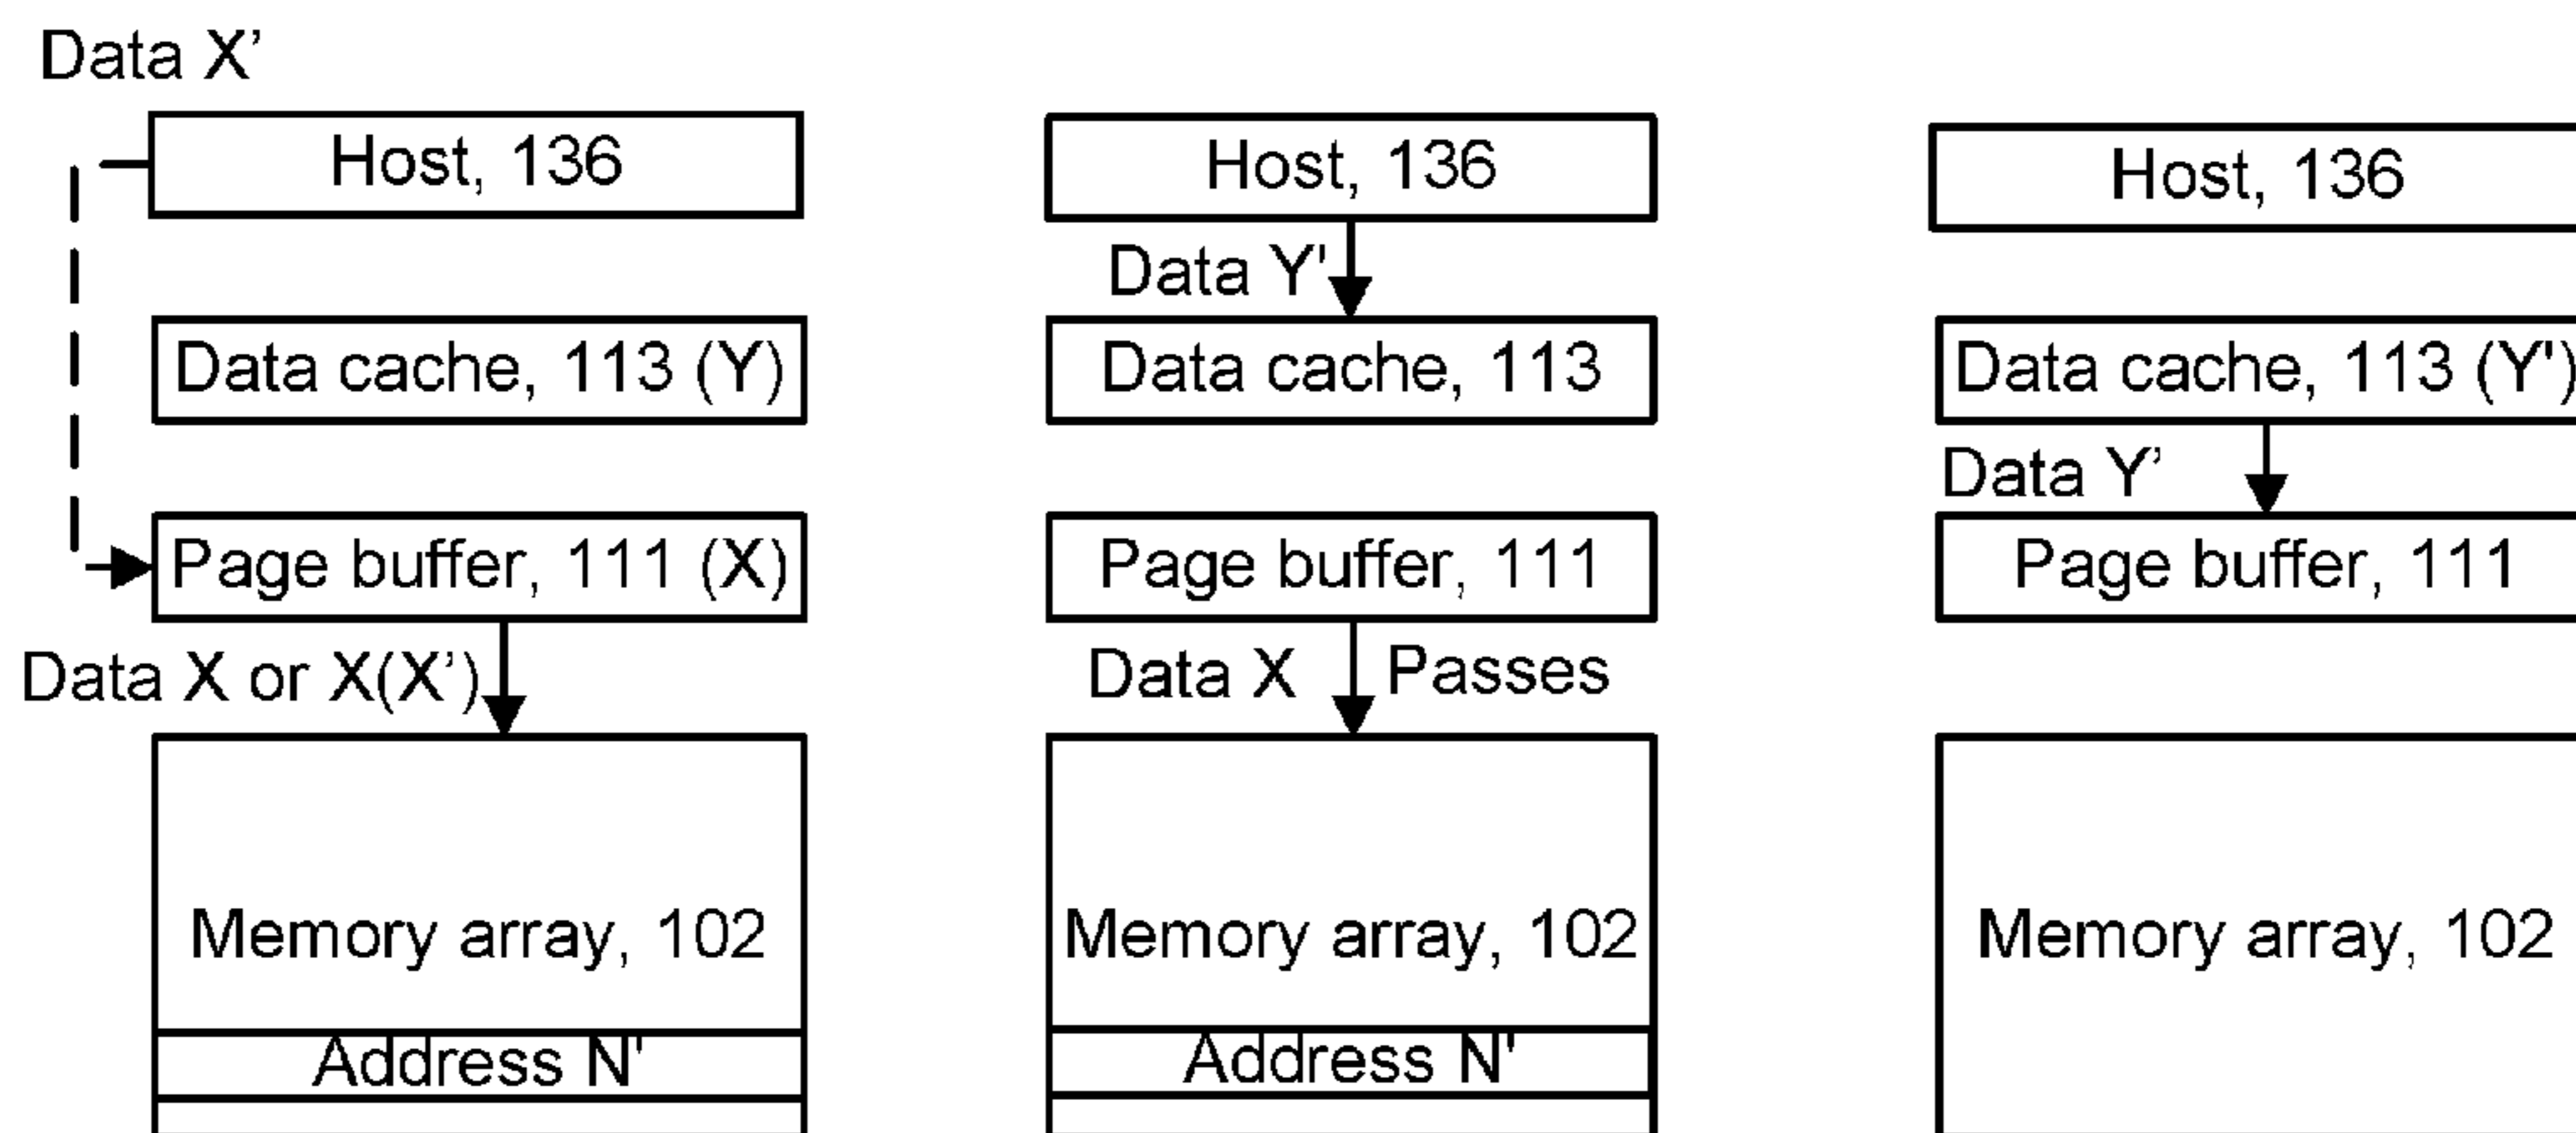 Data X’
Host, 136
Data cache, 113 (Y)
Page buffer, 111 (X)
Data X or X(X’)
Memory array, 102
Address N'
Host, 136
Data Y'
Data cache, 113
Page buffer, 111
Data X Passes
Memory array, 102
Address N'
Host, 136
Data cache, 113 (Y')
Data Y’
Page buffer, 111
Memory array, 102